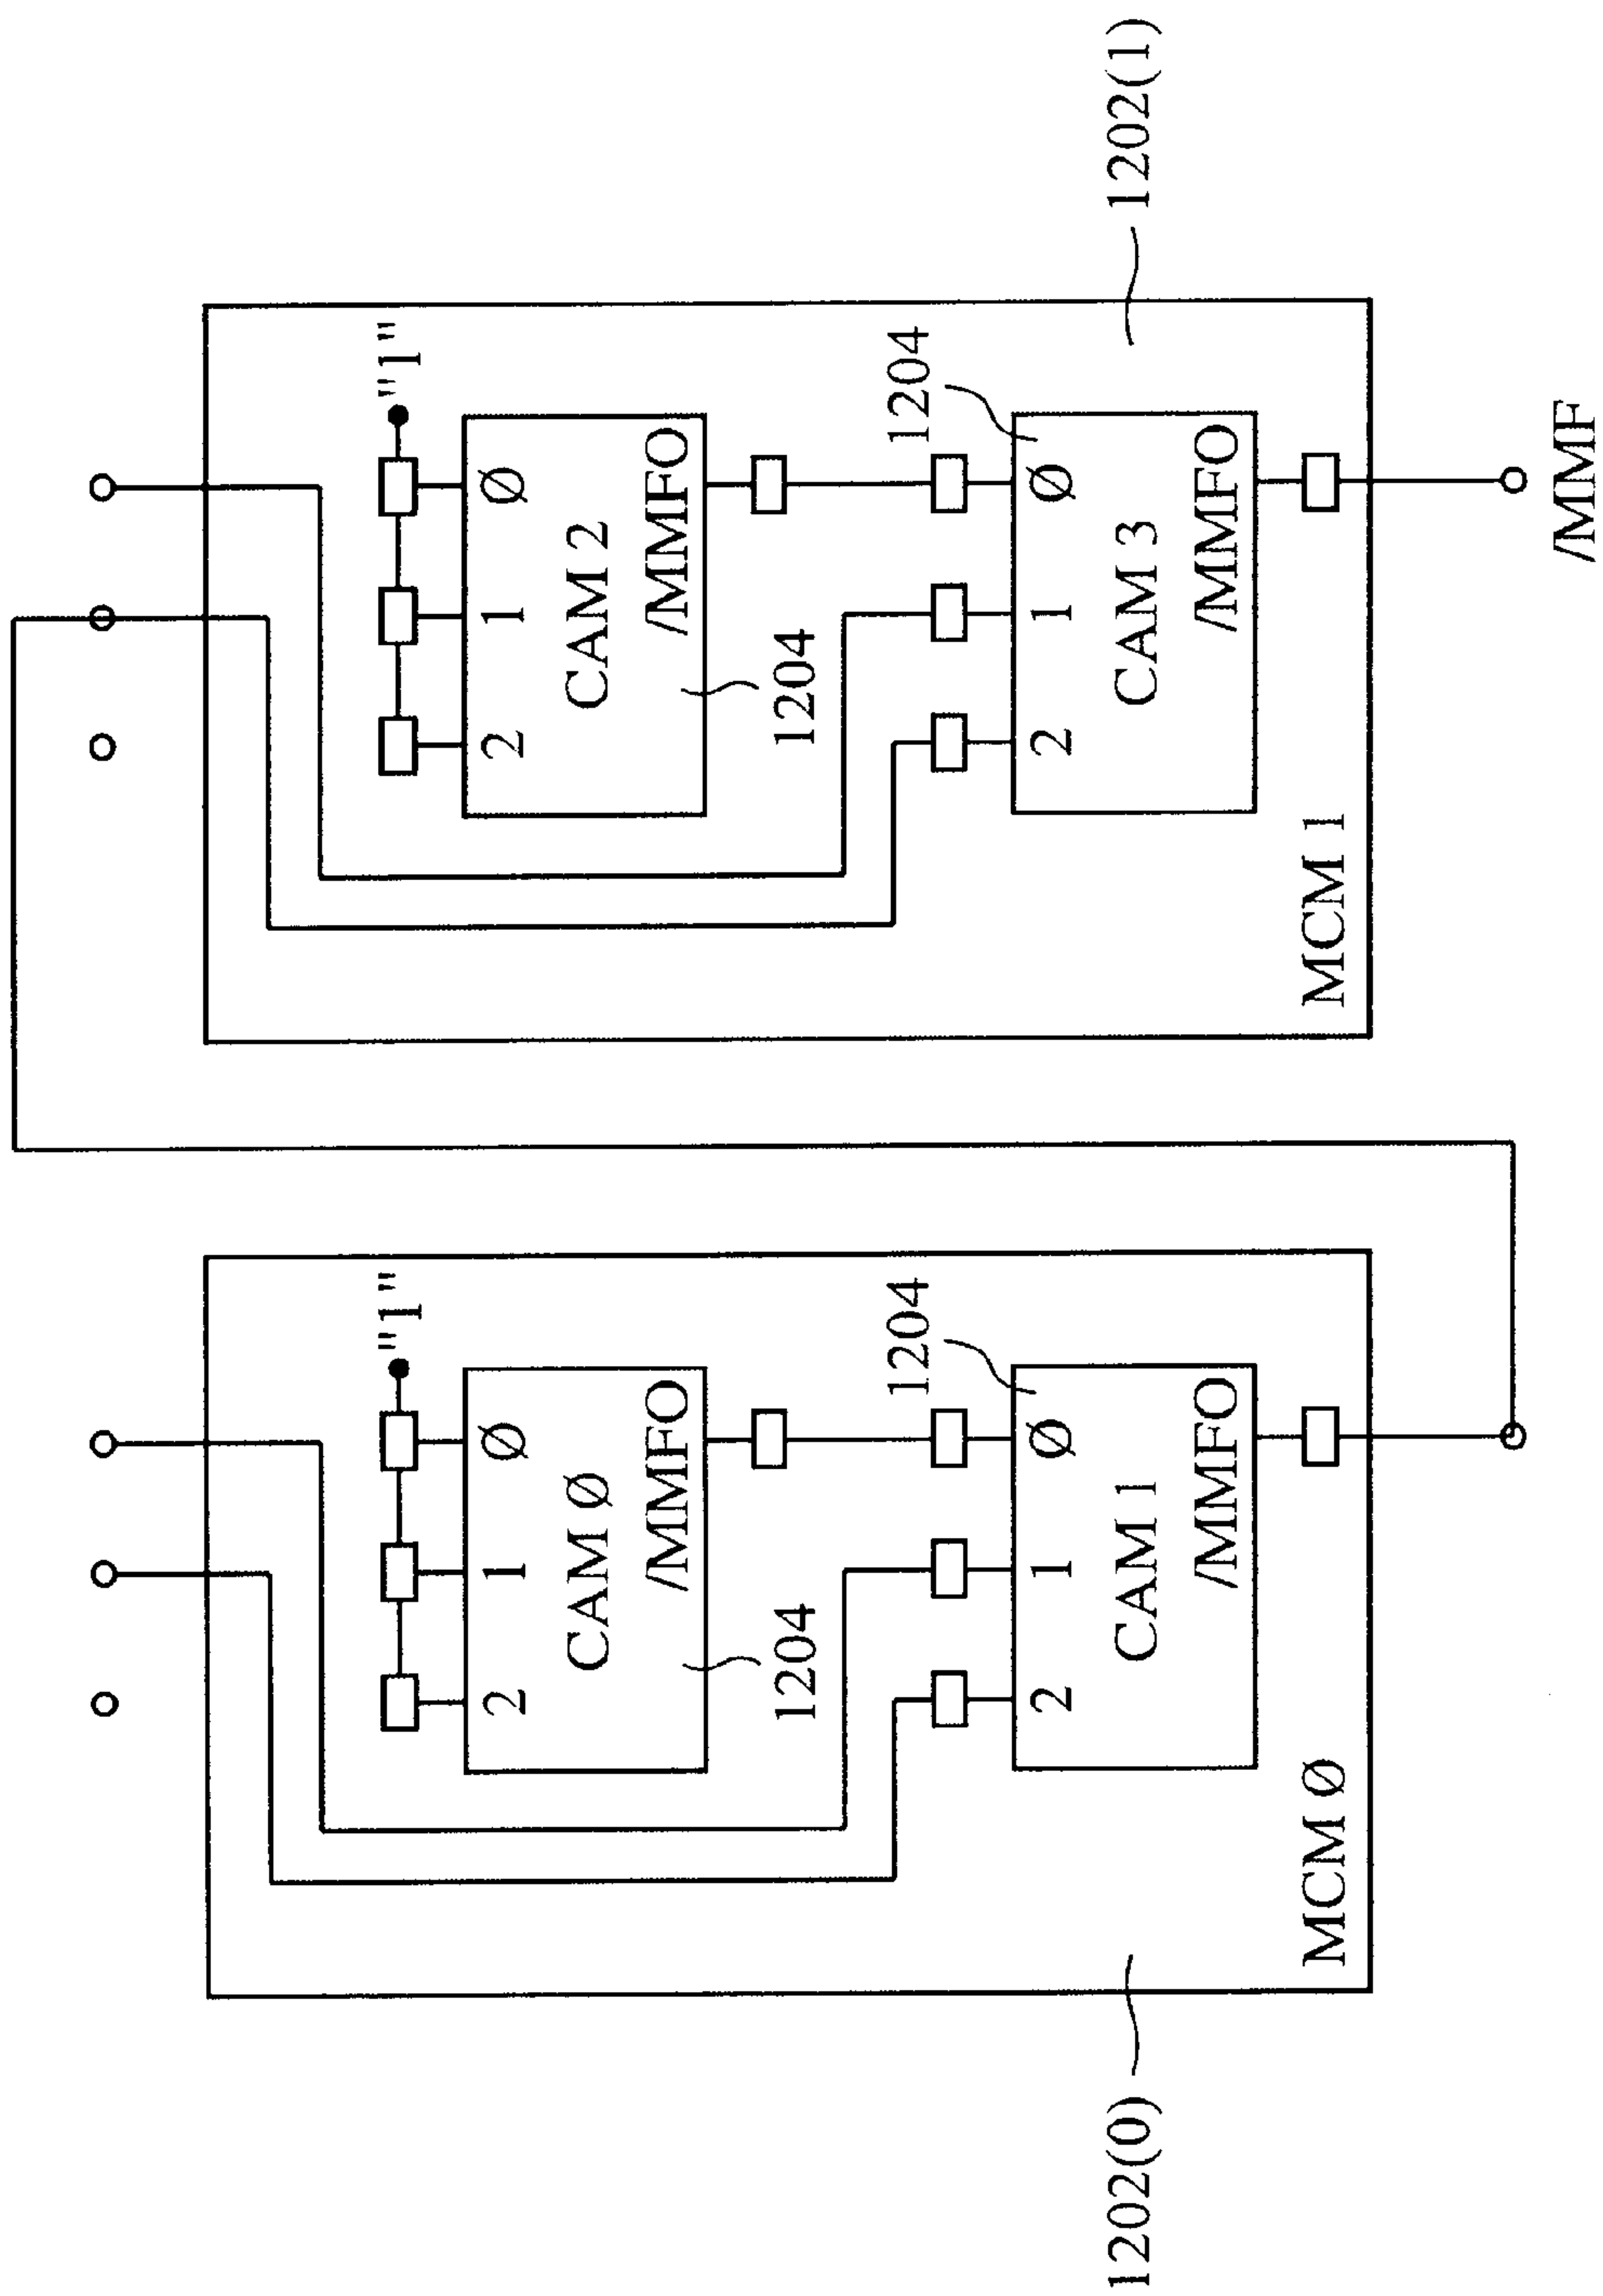 "1"
2 1 Ø
CAM Ø
/MMFO
1204
1204
2 1 Ø
CAM 1
/MMFO
MCM Ø
1202(0)
"1"
2 1 Ø
CAM 2
/MMFO
1204
1204
2 1 Ø
CAM 3
/MMFO
MCM 1
1202(1)
/MMF